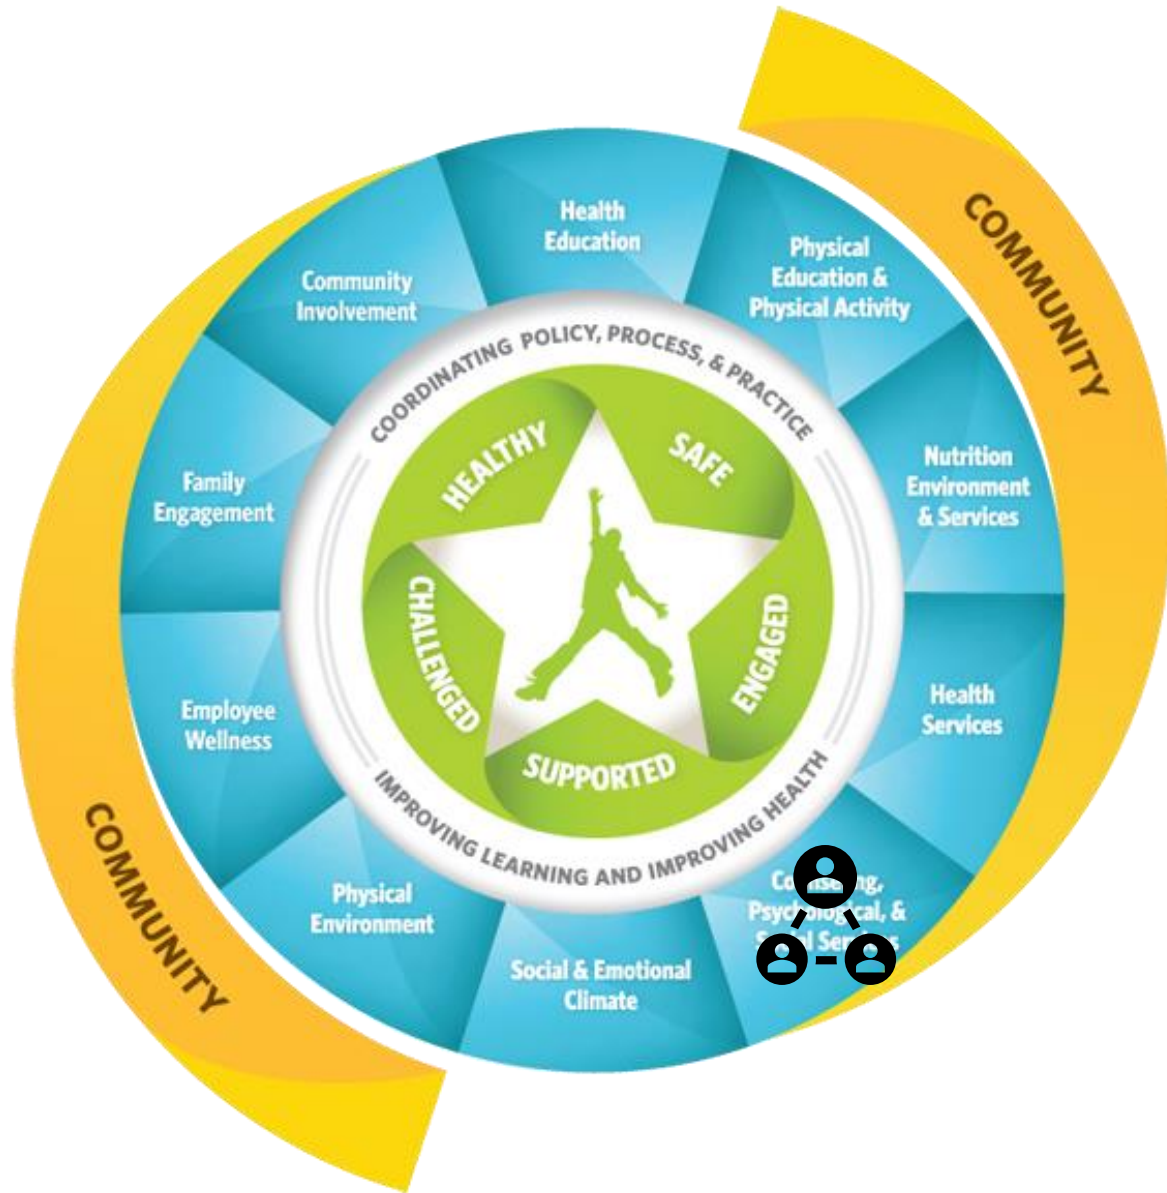 COMMUNITY
Health
Education
Physical
Education &
Physical Activity
Nutrition
Environment
& Services
Health
Services
Psychological, &
Social & Emotional
Climate
Physical
Environment
Employee
Wellness
Family
Engagement
Community
Involvement
COORDINATING POLICY, PROCESS, & PRACTICE
IMPROVING LEARNING AND IMPROVING HEALTH
HEALTHY
SAFE
ENGAGED
SUPPORTED
CHALLENGED
COMMUNITY